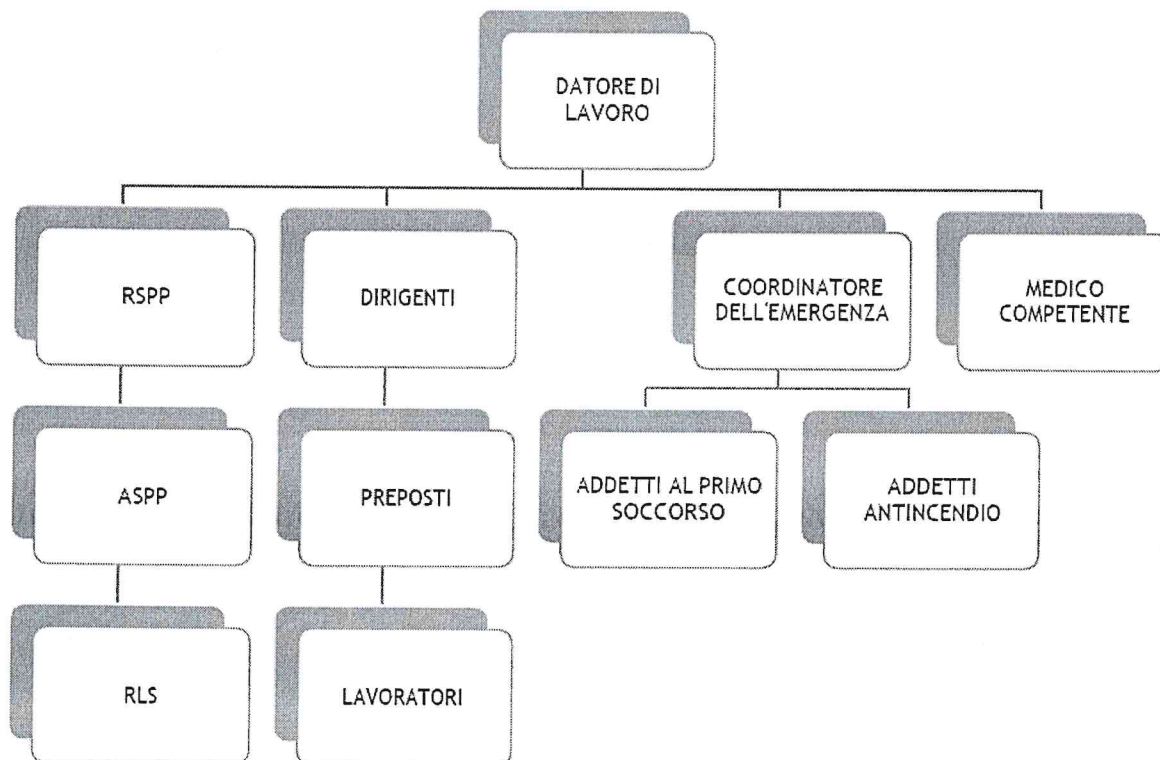 DATORE DI
LAVORO
RSPP
DIRIGENTI
COORDINATORE
DELL'EMERGENZA
MEDICO
COMPETENTE
ASPP
PREPOSTI
ADDETTI AL PRIMO
SOCCORSO
ADDETTI
ANTINCENDIO
RLS
LAVORATORI